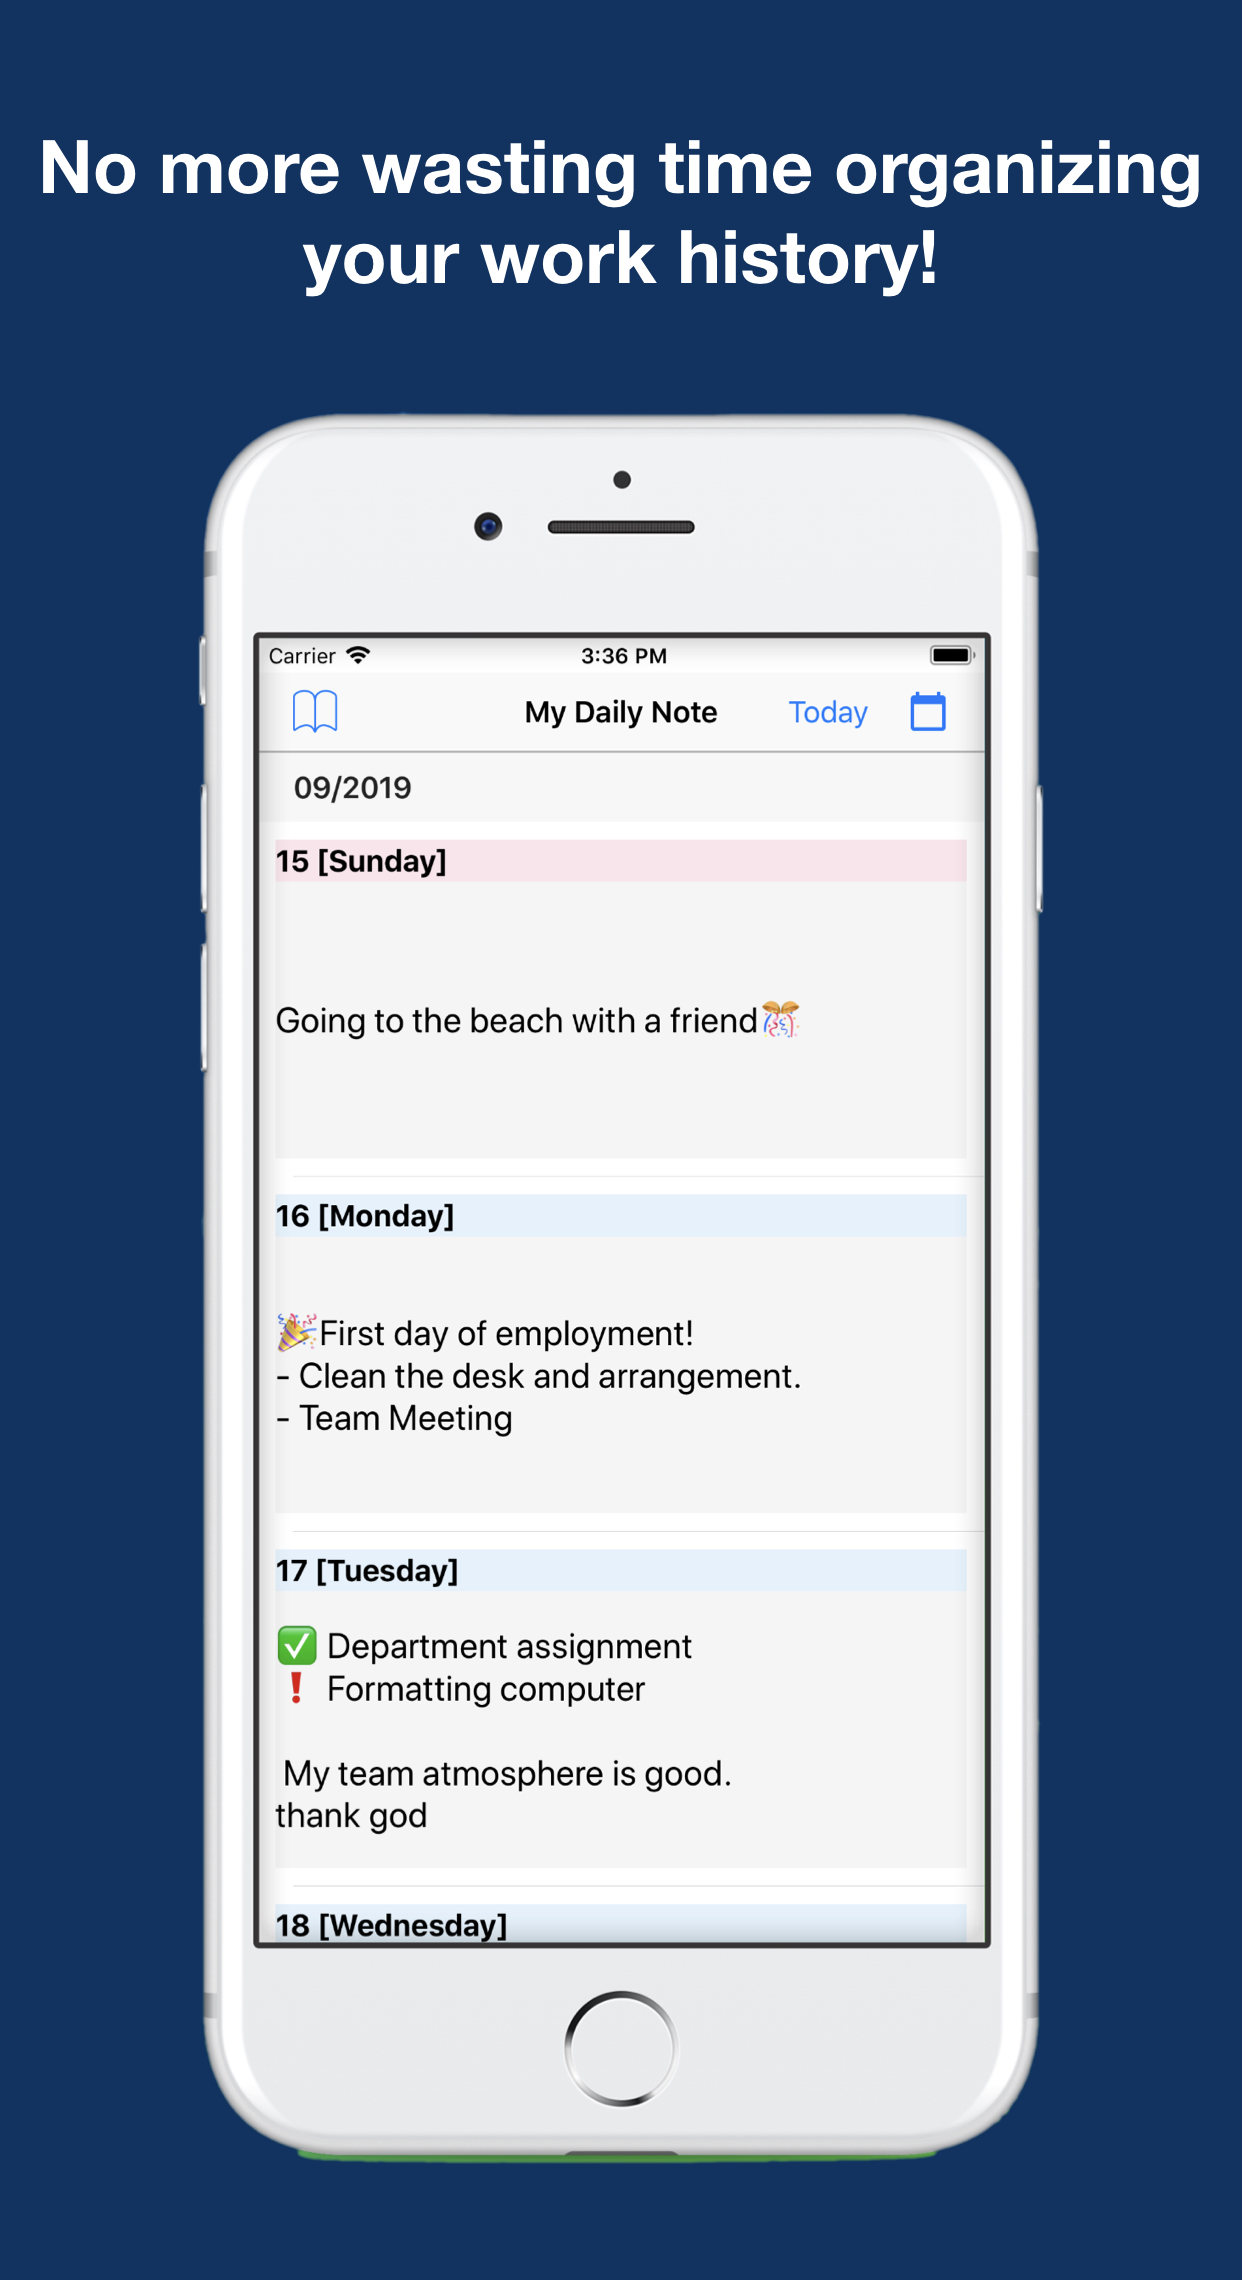 No more wasting time organizing
your work history!
Carrier 3:36 PM
My Daily Note Today
09/2019
15 [Sunday]
Going to the beach with a friend🎊
16 [Monday]
🎉First day of employment!
- Clean the desk and arrangement.
- Team Meeting
17 [Tuesday]
✅ Department assignment
❗ Formatting computer
My team atmosphere is good.
thank god
18 [Wednesday]